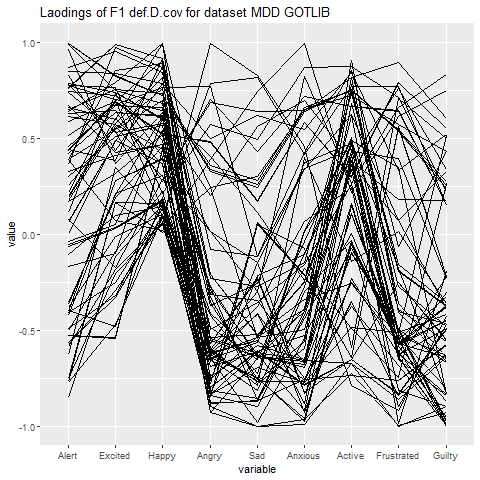 Laodings of F1 def.D.cov for dataset MDD GOTLIB
1.0
0.5
0.0
-0.5
-1.0
value
Alert Excited Happy Angry Sad Anxious Active Frustrated Guilty
variable